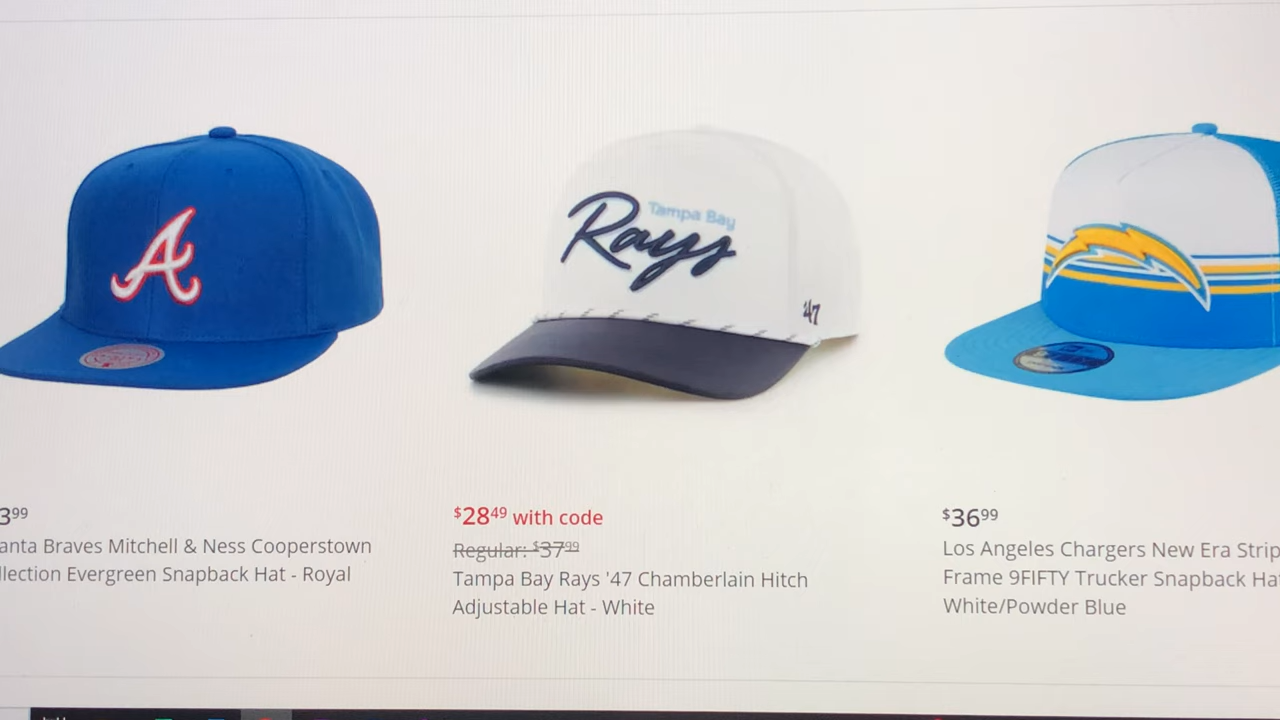 A
Tampa Bay
Rays
'47
3⁹⁹
anta Braves Mitchell & Ness Cooperstown
llection Evergreen Snapback Hat - Royal
$28⁴⁹ with code
Regular: $37⁹⁹
Tampa Bay Rays '47 Chamberlain Hitch
Adjustable Hat - White
$36⁹⁹
Los Angeles Chargers New Era Strip
Frame 9FIFTY Trucker Snapback Ha
White/Powder Blue